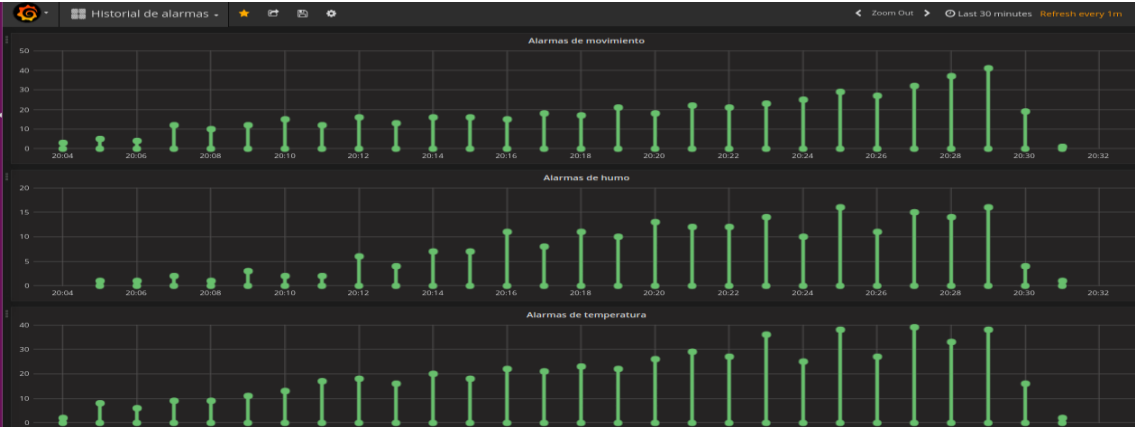 Historial de alarmas
Zoom Out Last 30 minutes Refresh every 1m
Alarmas de movimiento
50
40
30
20
10
0
20:04 20:06 20:08 20:10 20:12 20:14 20:16 20:18 20:20 20:22 20:24 20:26 20:28 20:30 20:32
Alarmas de humo
20
15
10
5
0
20:04 20:06 20:08 20:10 20:12 20:14 20:16 20:18 20:20 20:22 20:24 20:26 20:28 20:30 20:32
Alarmas de temperatura
40
30
20
10
0